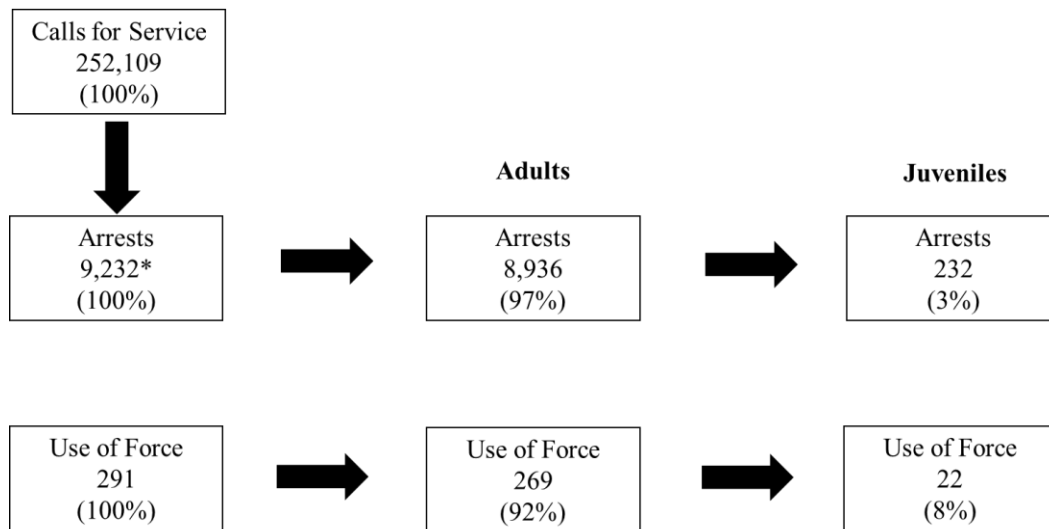 Calls for Service
252,109
(100%)
Adults
Juveniles
Arrests
9,232*
(100%)
Arrests
8,936
(97%)
Arrests
232
(3%)
Use of Force
291
(100%)
Use of Force
269
(92%)
Use of Force
22
(8%)